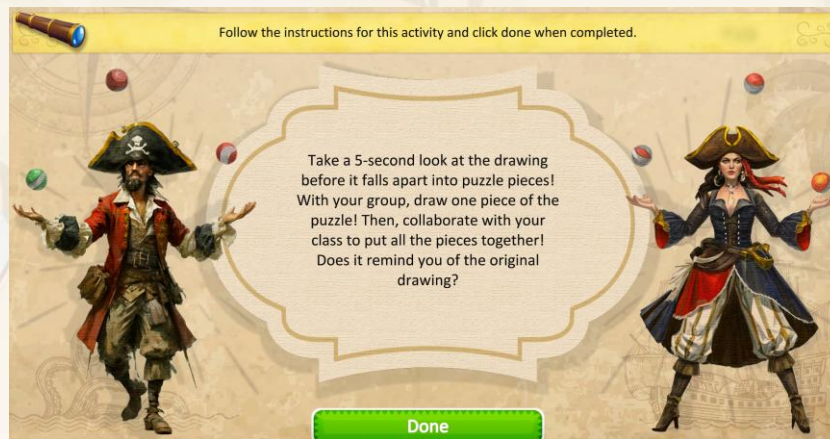 Follow the instructions for this activity and click done when completed.
Take a 5-second look at the drawing
before it falls apart into puzzle pieces!
With your group, draw one piece of the
puzzle! Then, collaborate with your
class to put all the pieces together!
Does it remind you of the original
drawing?
Done